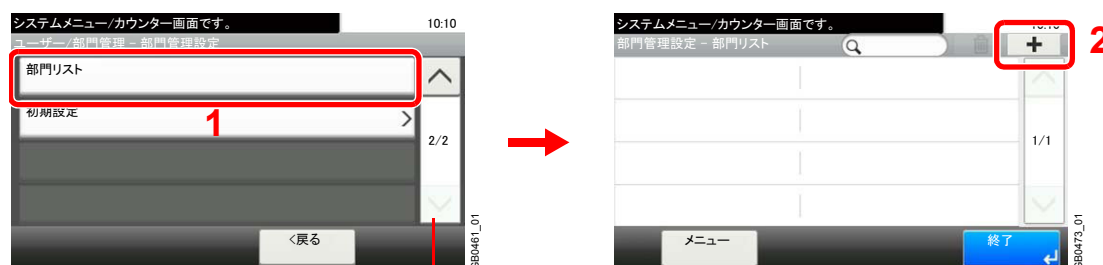 システムメニュー/カウンター画面です。
10:10
ユーザー/部門管理 - 部門管理設定
部門リスト
初期設定
1
2/2
<戻る
GB0461_01
システムメニュー/カウンター画面です。
10:10
部門管理設定 - 部門リスト
+
2
1/1
メニュー
終了
GB0473_01